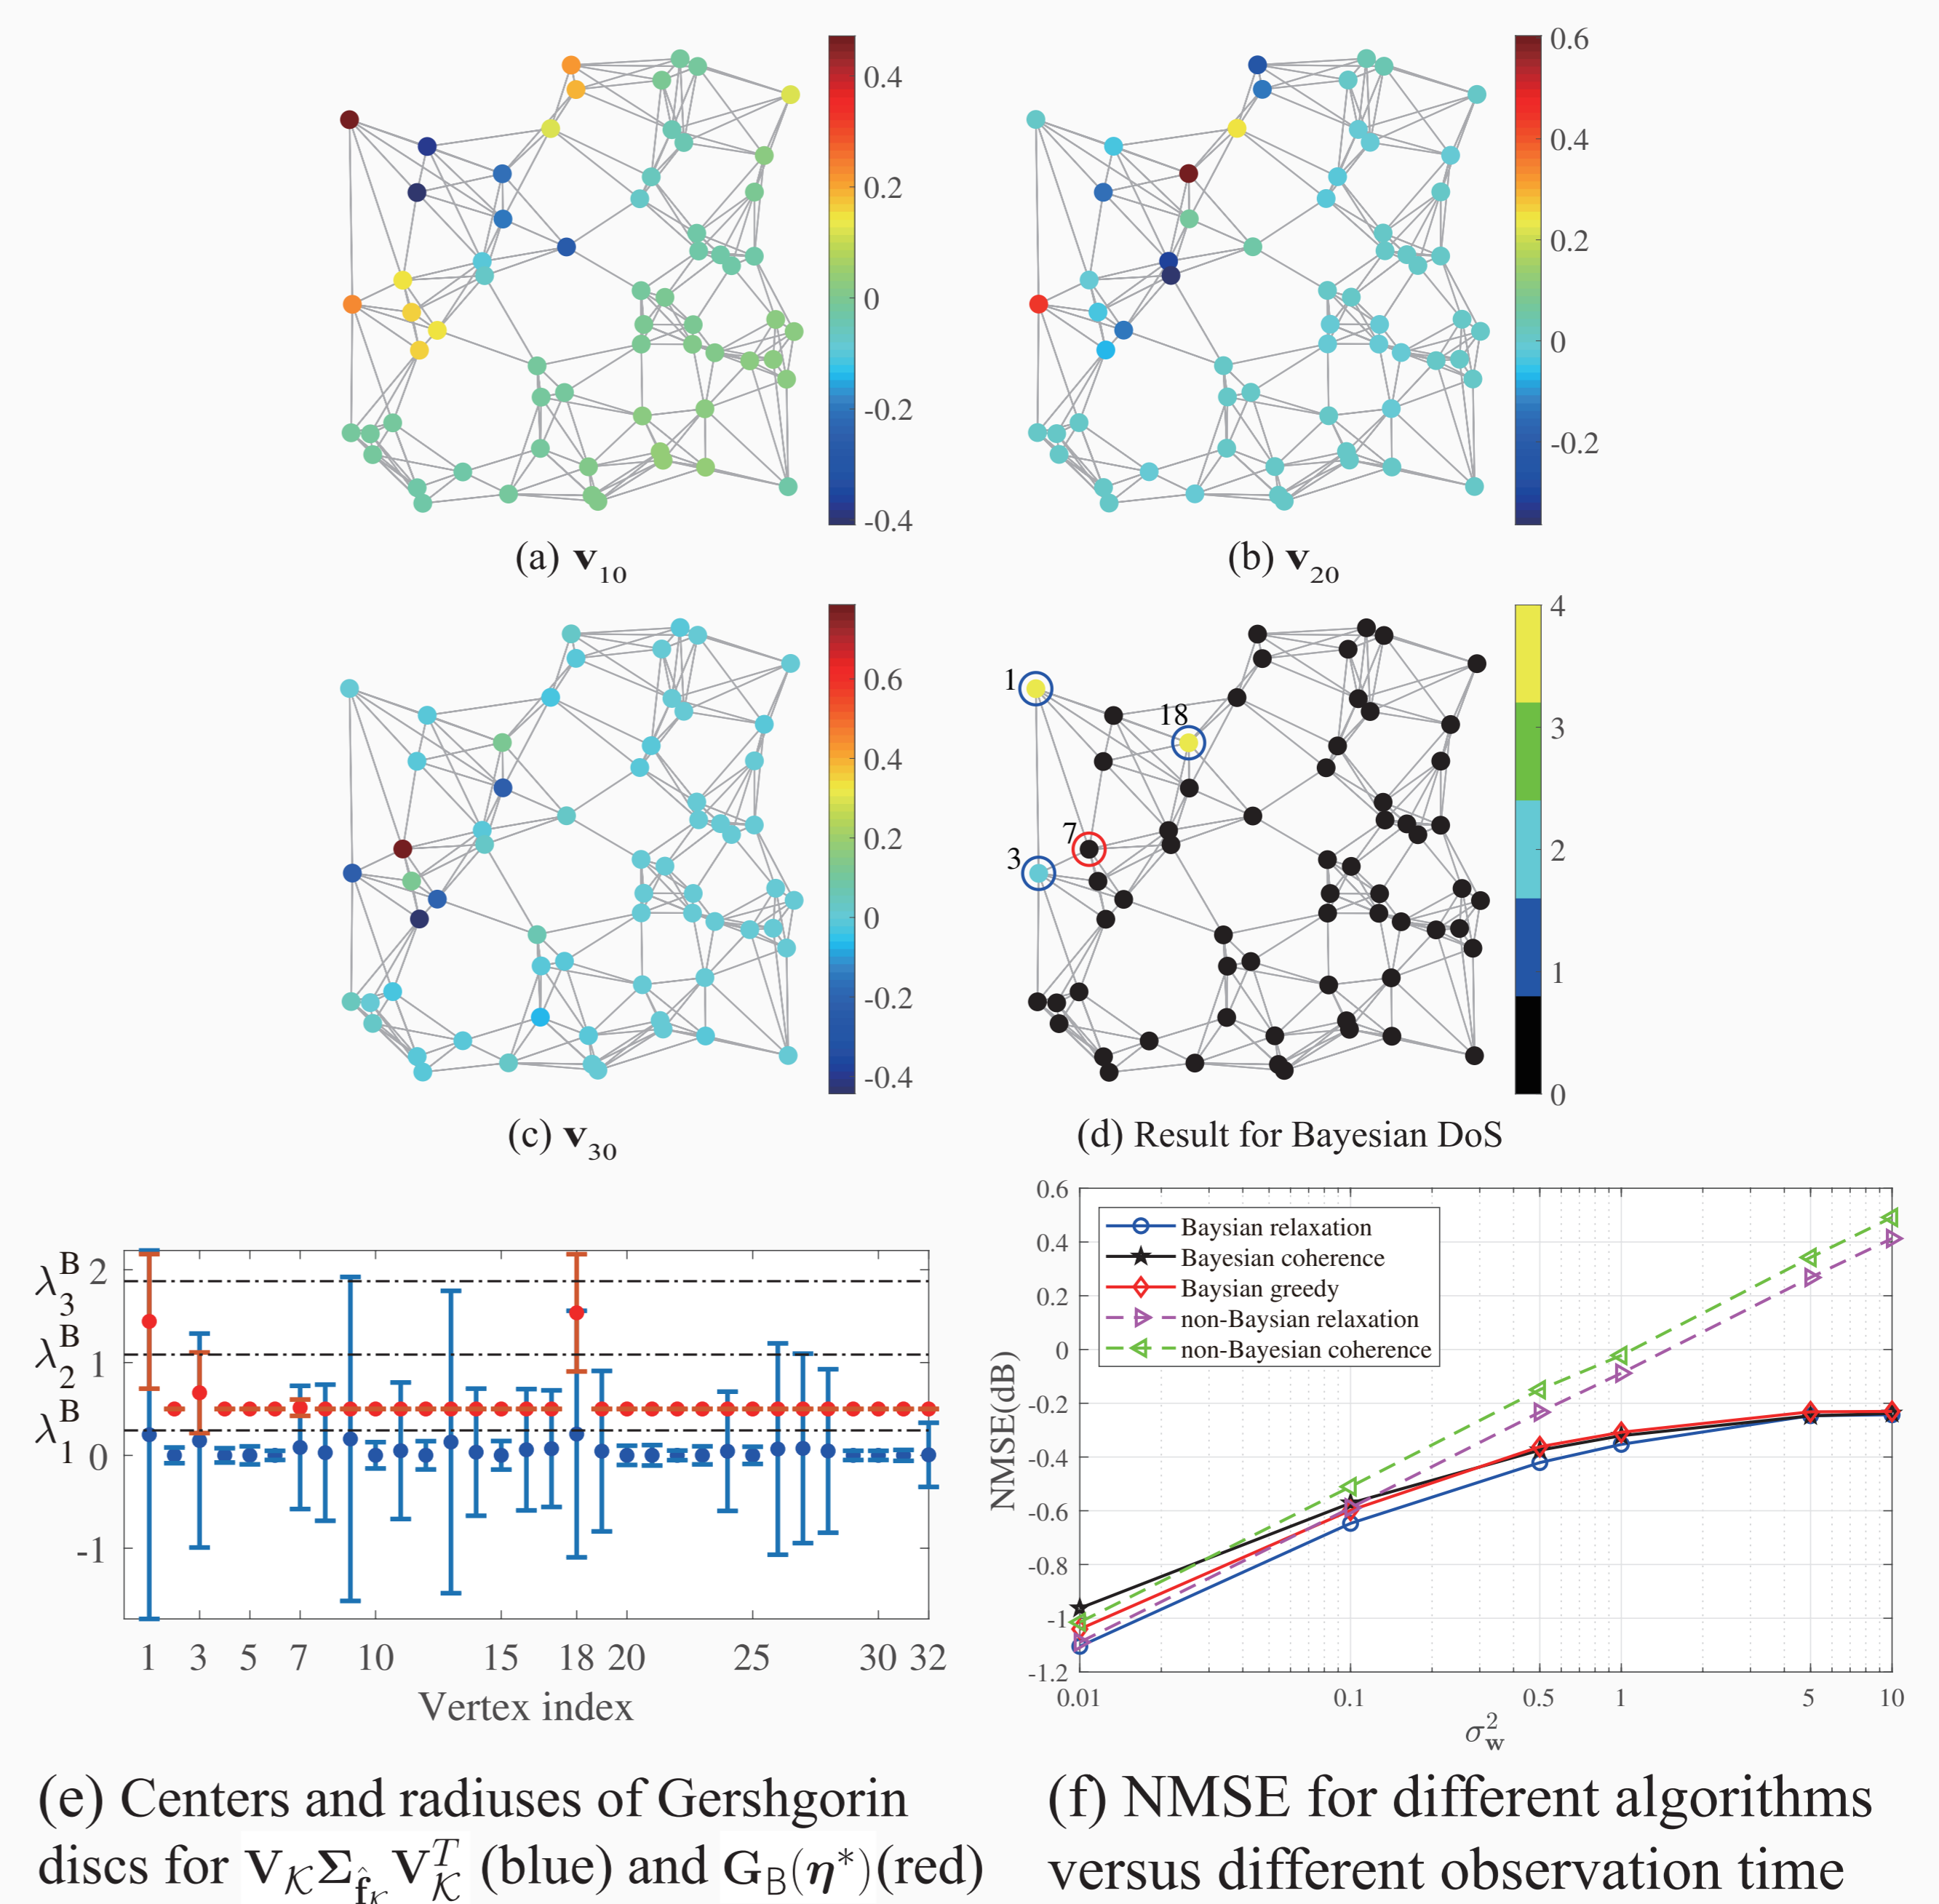 0.4
0.2
0
-0.2
-0.4
(a) v₁₀
0.6
0.4
0.2
0
-0.2
(b) v₂₀
0.6
0.4
0.2
0
-0.2
-0.4
(c) v₃₀
1
18
7
3
4
3
2
1
0
(d) Result for Bayesian DoS
λ₃ᴮ
λ₂ᴮ
λ₁ᴮ
2
1
0
-1
1 3 5 7 10 15 18 20 25 30 32
Vertex index
0.6
0.4
0.2
0
-0.2
-0.4
-0.6
-0.8
-1
-1.2
NMSE(dB)
Baysian relaxation
Bayesian coherence
Baysian greedy
non-Baysian relaxation
non-Bayesian coherence
0.01 0.1 0.5 1 5 10
σ²_w
(e) Centers and radiuses of Gershgorin
discs for V_𝒦Σ_f̂_𝒦V_𝒦^T (blue) and G_B(η*)(red)
(f) NMSE for different algorithms
versus different observation time